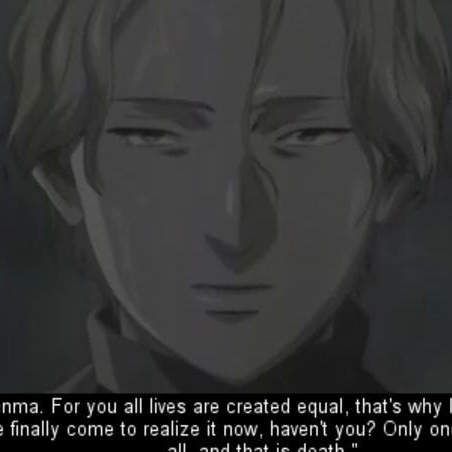 nma. For you all lives are created equal, that's why
finally come to realize it now, haven't you? Only
all, and that is death."